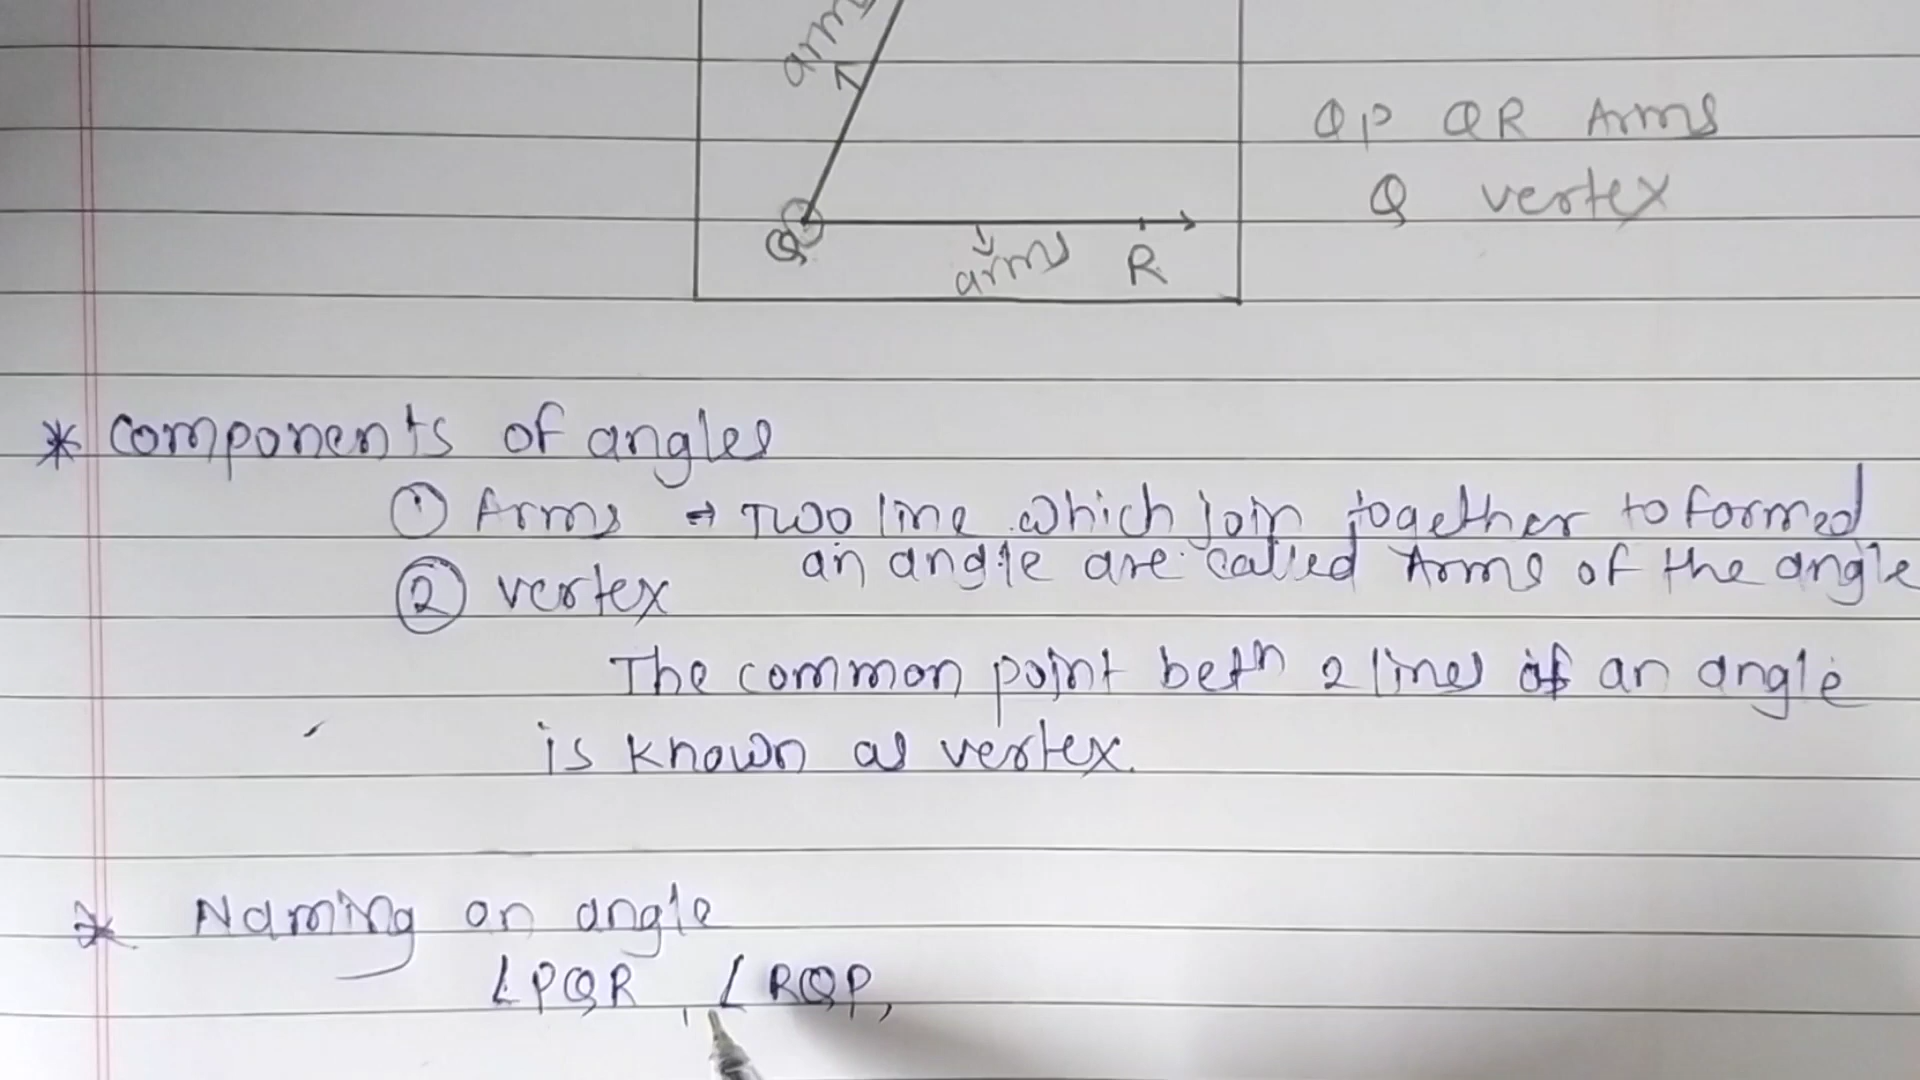 arms
QP QR Arms
Q vertex
Q
arms
R
* components of angles
① Arms → Two line which join together to formed
an angle are called Arms of the angle
② vertex
The common point betn 2 lines of an angle
is known as vertex.
* Naming an angle
∠PQR, ∠RQP,